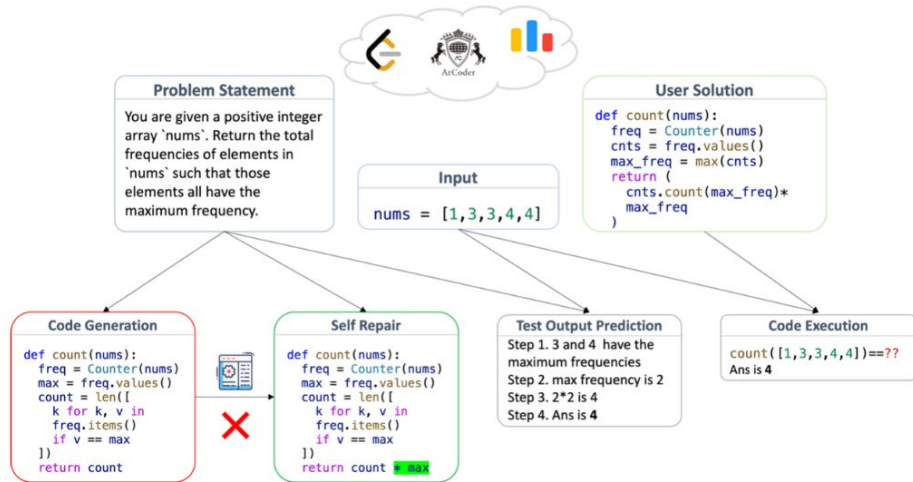 AtCoder
Problem Statement
You are given a positive integer
array `nums`. Return the total
frequencies of elements in
`nums` such that those
elements all have the
maximum frequency.
Input
nums = [1,3,3,4,4]
User Solution
def count(nums):
freq = Counter(nums)
cnts = freq.values()
max_freq = max(cnts)
return (
cnts.count(max_freq)*
max_freq
)
Code Generation
def count(nums):
freq = Counter(nums)
max = freq.values()
count = len([
k for k, v in
freq.items()
if v == max
])
return count
Self Repair
def count(nums):
freq = Counter(nums)
max = freq.values()
count = len([
k for k, v in
freq.items()
if v == max
])
return count * max
Test Output Prediction
Step 1. 3 and 4 have the
maximum frequencies
Step 2. max frequency is 2
Step 3. 2*2 is 4
Step 4. Ans is 4
Code Execution
count([1,3,3,4,4])==??
Ans is 4